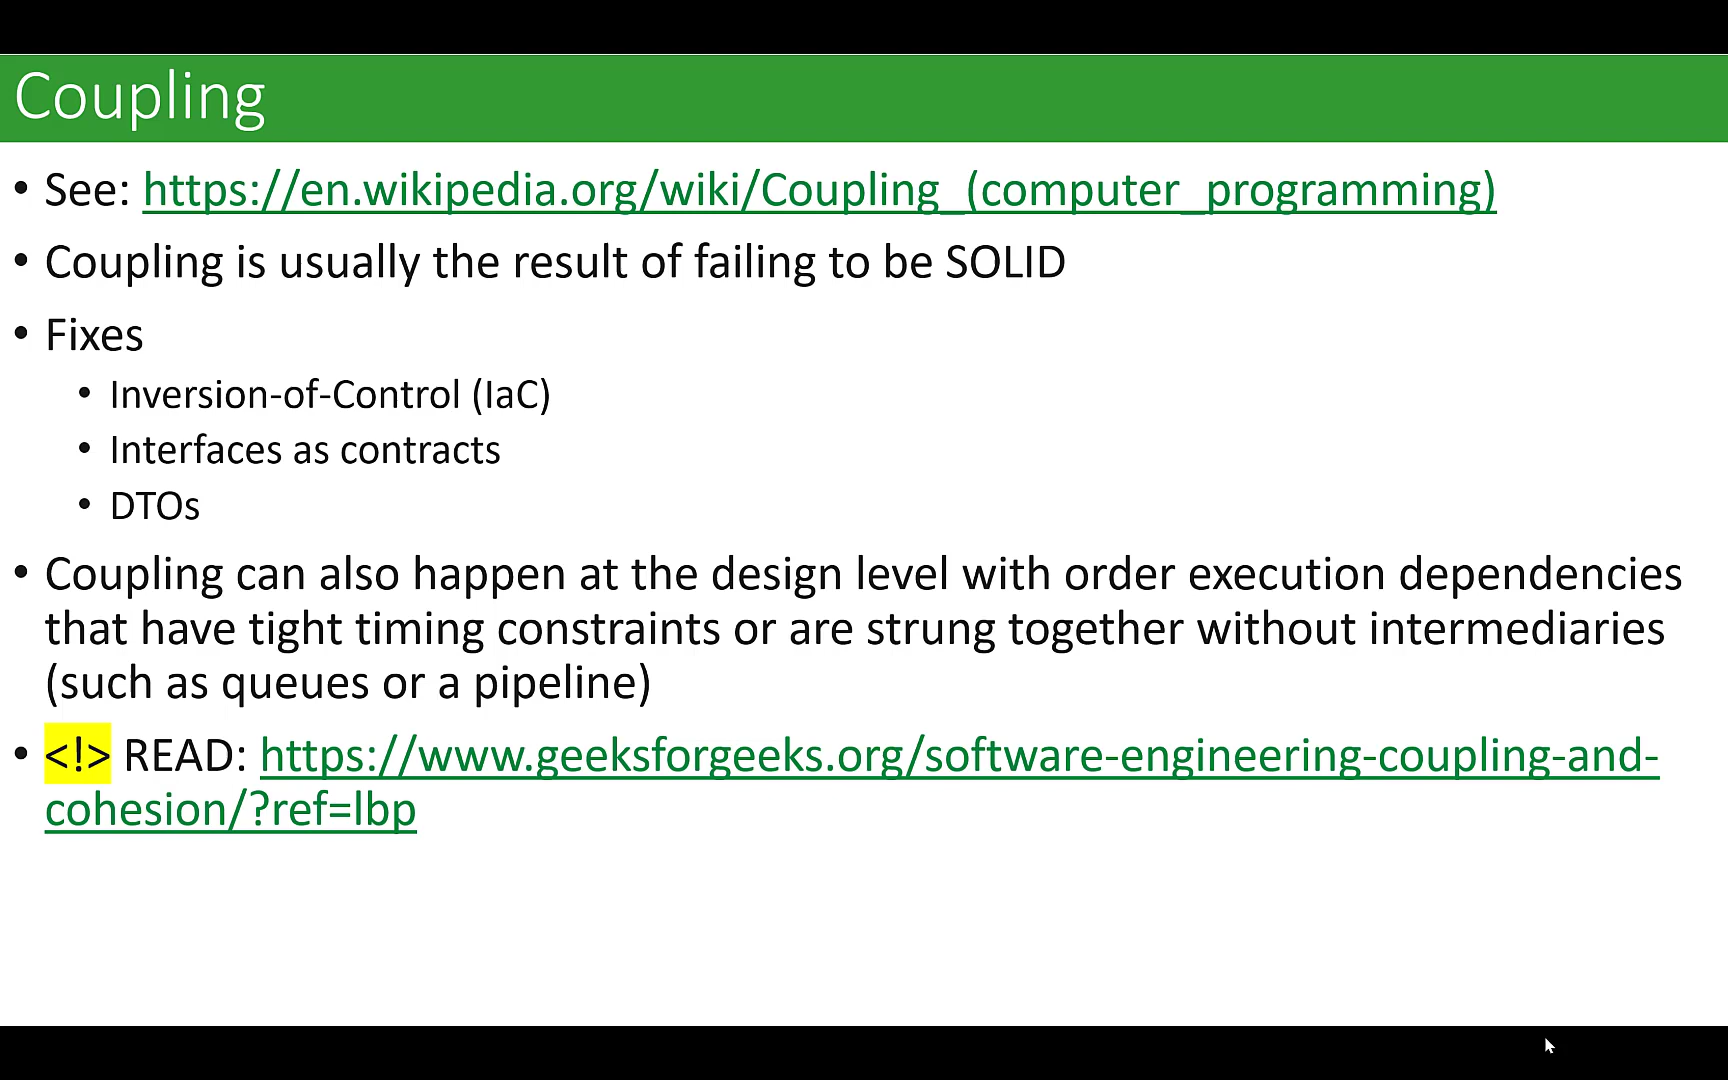 Coupling
• See: https://en.wikipedia.org/wiki/Coupling_(computer_programming)
• Coupling is usually the result of failing to be SOLID
• Fixes
• Inversion-of-Control (IaC)
• Interfaces as contracts
• DTOs
• Coupling can also happen at the design level with order execution dependencies
that have tight timing constraints or are strung together without intermediaries
(such as queues or a pipeline)
• <!> READ: https://www.geeksforgeeks.org/software-engineering-coupling-and-
cohesion/?ref=lbp